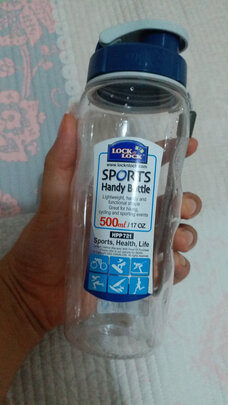 LOCK
LOCK
www.locknlock.com
SPORTS
Handy Bottle
Lightweight, handy and
functional shape
Great for hiking,
cycling and sporting events
500ml / 17 OZ
HPP721
Sports, Health, Life